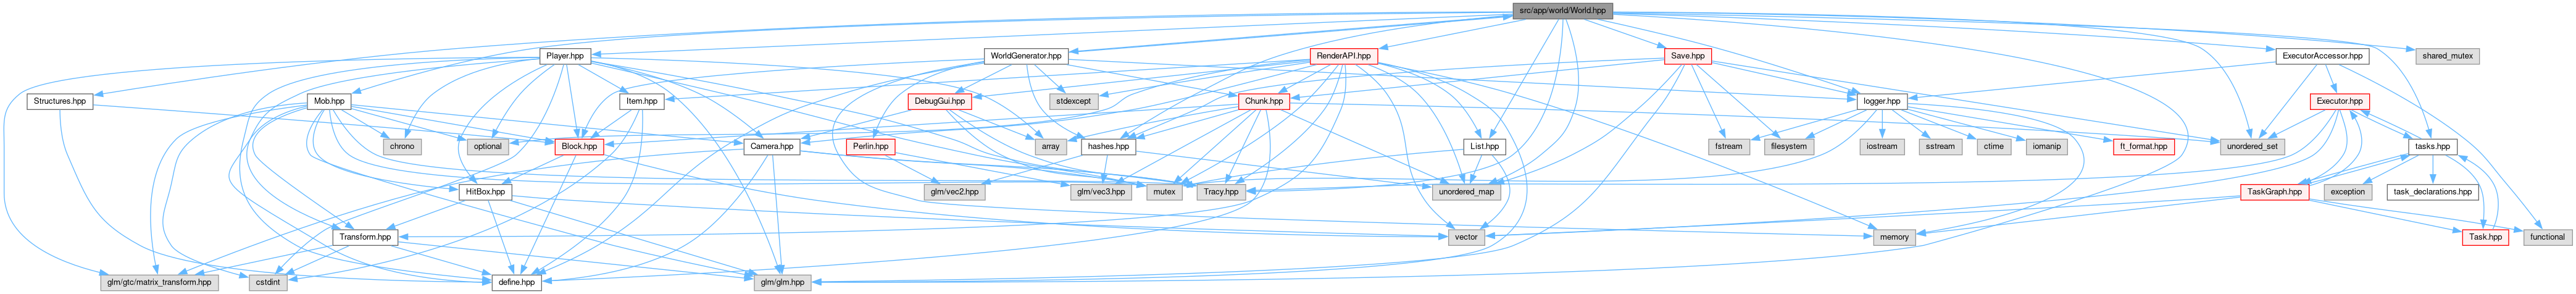 src/app/world/World.hpp
Player.hpp
WorldGenerator.hpp
RenderAPI.hpp
Save.hpp
ExecutorAccessor.hpp
shared_mutex
Structures.hpp
Mob.hpp
Item.hpp
DebugGui.hpp
stdexcept
Chunk.hpp
logger.hpp
Executor.hpp
chrono
optional
Block.hpp
Camera.hpp
Perlin.hpp
array
hashes.hpp
List.hpp
fstream
filesystem
iostream
sstream
ctime
iomanip
ft_format.hpp
unordered_set
tasks.hpp
HitBox.hpp
glm/vec2.hpp
glm/vec3.hpp
mutex
Tracy.hpp
unordered_map
TaskGraph.hpp
exception
task_declarations.hpp
Transform.hpp
vector
memory
Task.hpp
functional
glm/gtc/matrix_transform.hpp
cstdint
define.hpp
glm/glm.hpp